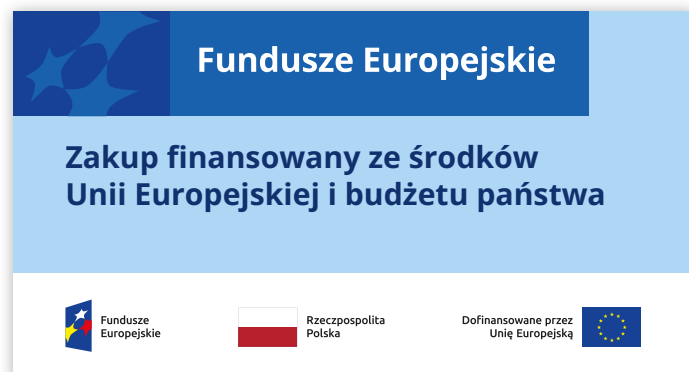 Fundusze Europejskie
Zakup finansowany ze środków
Unii Europejskiej i budżetu państwa
Fundusze
Europejskie
Rzeczpospolita
Polska
Dofinansowane przez
Unię Europejską